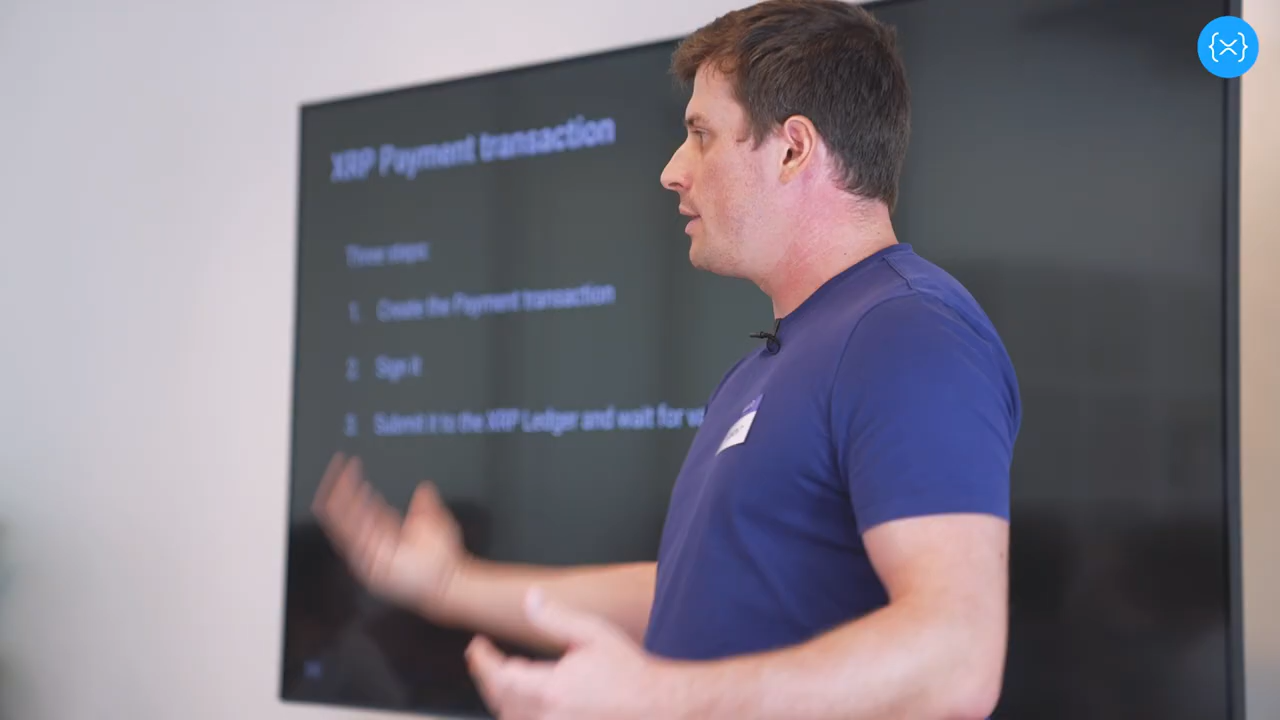 XRP Payment transaction
Three steps:
1. Create the Payment transaction
2. Sign it
3. Submit it to the XRP Ledger and wait for